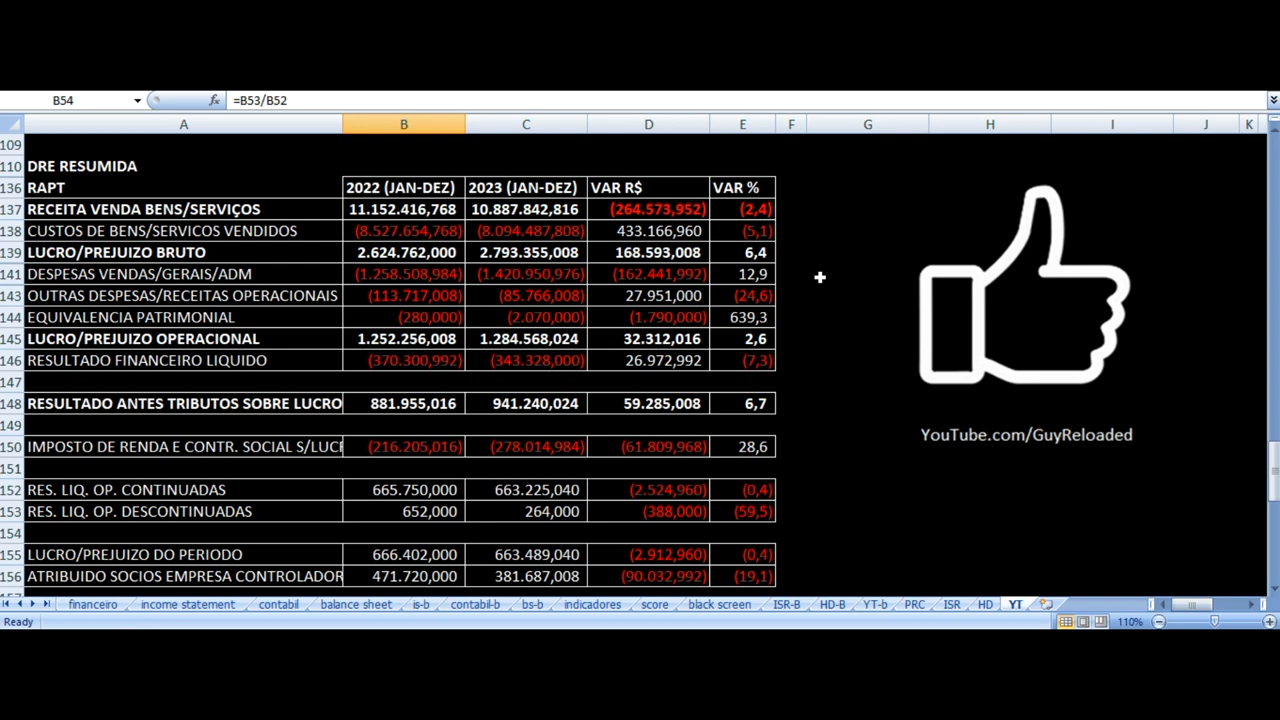 B54 fx =B53/B52
A B C D E F G H I J K
109
110 DRE RESUMIDA
136 RAPT 2022 (JAN-DEZ) 2023 (JAN-DEZ) VAR R$ VAR %
137 RECEITA VENDA BENS/SERVIÇOS 11.152.416,768 10.887.842,816 (264.573,952) (2,4)
138 CUSTOS DE BENS/SERVICOS VENDIDOS (8.527.654,768) (8.094.487,808) 433.166,960 (5,1)
139 LUCRO/PREJUIZO BRUTO 2.624.762,000 2.793.355,008 168.593,008 6,4
141 DESPESAS VENDAS/GERAIS/ADM (1.258.508,984) (1.420.950,976) (162.441,992) 12,9
143 OUTRAS DESPESAS/RECEITAS OPERACIONAIS (113.717,008) (85.766,008) 27.951,000 (24,6)
144 EQUIVALENCIA PATRIMONIAL (280,000) (2.070,000) (1.790,000) 639,3
145 LUCRO/PREJUIZO OPERACIONAL 1.252.256,008 1.284.568,024 32.312,016 2,6
146 RESULTADO FINANCEIRO LIQUIDO (370.300,992) (343.328,000) 26.972,992 (7,3)
147
148 RESULTADO ANTES TRIBUTOS SOBRE LUCRO 881.955,016 941.240,024 59.285,008 6,7
149
150 IMPOSTO DE RENDA E CONTR. SOCIAL S/LUCR (216.205,016) (278.014,984) (61.809,968) 28,6
151
152 RES. LIQ. OP. CONTINUADAS 665.750,000 663.225,040 (2.524,960) (0,4)
153 RES. LIQ. OP. DESCONTINUADAS 652,000 264,000 (388,000) (59,5)
154
155 LUCRO/PREJUIZO DO PERIODO 666.402,000 663.489,040 (2.912,960) (0,4)
156 ATRIBUIDO SOCIOS EMPRESA CONTROLADOR 471.720,000 381.687,008 (90.032,992) (19,1)
YouTube.com/GuyReloaded
financeiro income statement contabil balance sheet is-b contabil-b bs-b indicadores score black screen ISR-B HD-B YT-b PRC ISR HD YT
Ready 110%